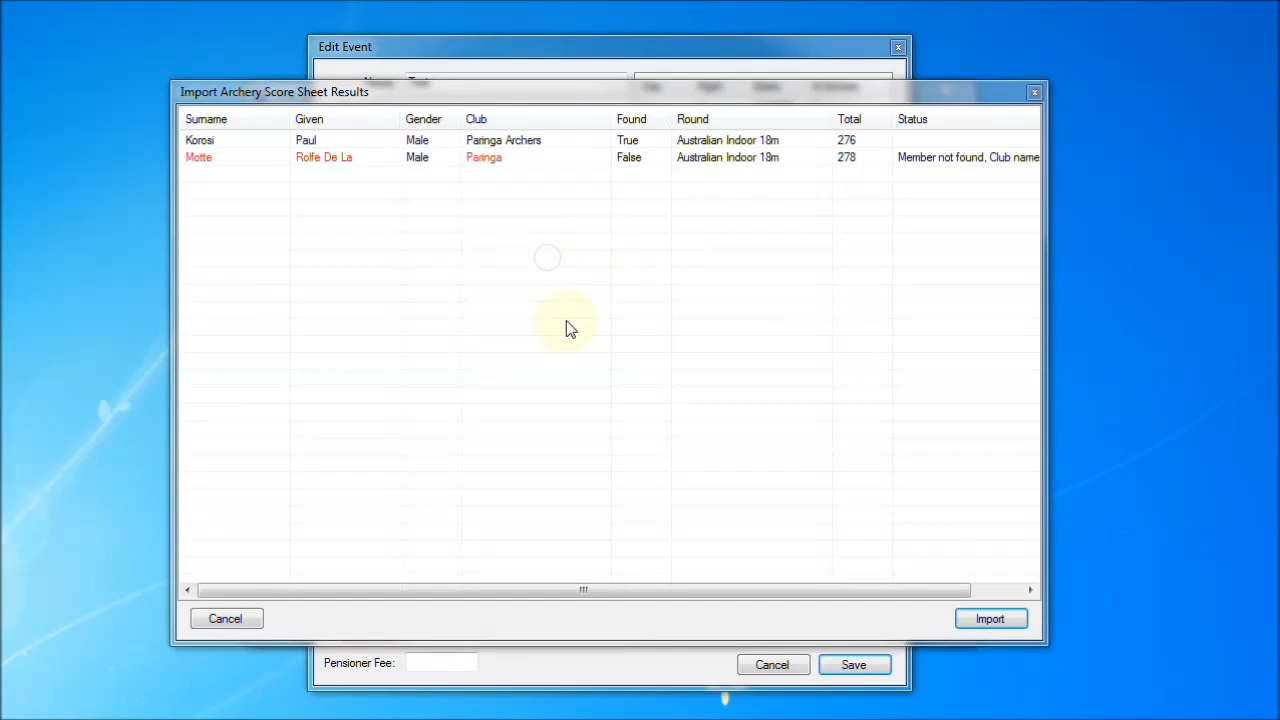 Edit Event
Import Archery Score Sheet Results
Surname Given Gender Club Found Round Total Status
Korosi Paul Male Paringa Archers True Australian Indoor 18m 276
Motte Rolfe De La Male Paringa False Australian Indoor 18m 278 Member not found, Club name
Cancel Import
Pensioner Fee: Cancel Save